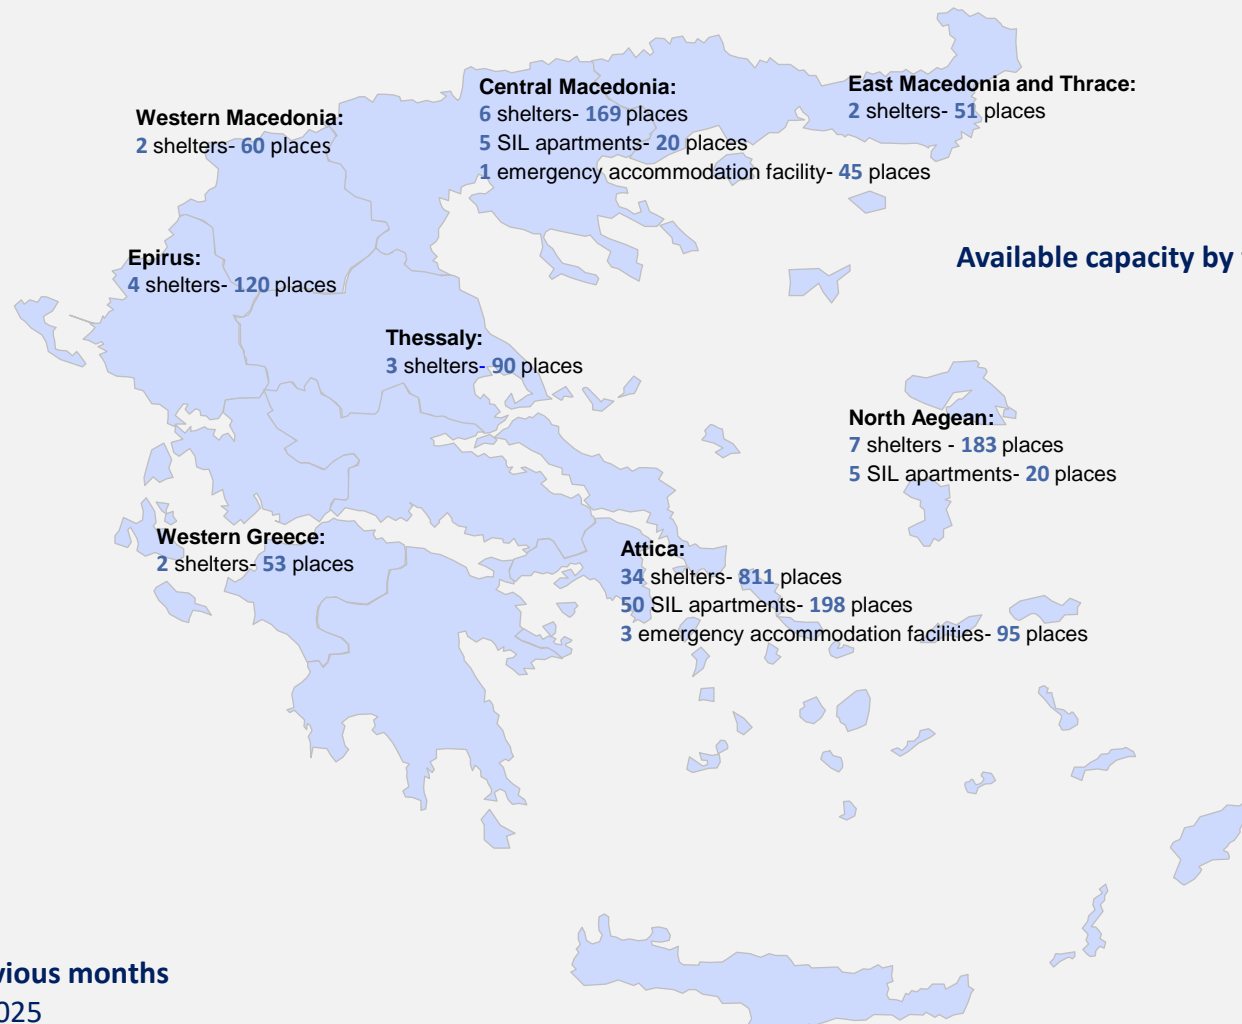 Central Macedonia:
6 shelters- 169 places
5 SIL apartments- 20 places
1 emergency accommodation facility- 45 places
East Macedonia and Thrace:
2 shelters- 51 places
Western Macedonia:
2 shelters- 60 places
Epirus:
4 shelters- 120 places
Available capacity by
Thessaly:
3 shelters- 90 places
North Aegean:
7 shelters - 183 places
5 SIL apartments- 20 places
Western Greece:
2 shelters- 53 places
Attica:
34 shelters- 811 places
50 SIL apartments- 198 places
3 emergency accommodation facilities- 95 places
months